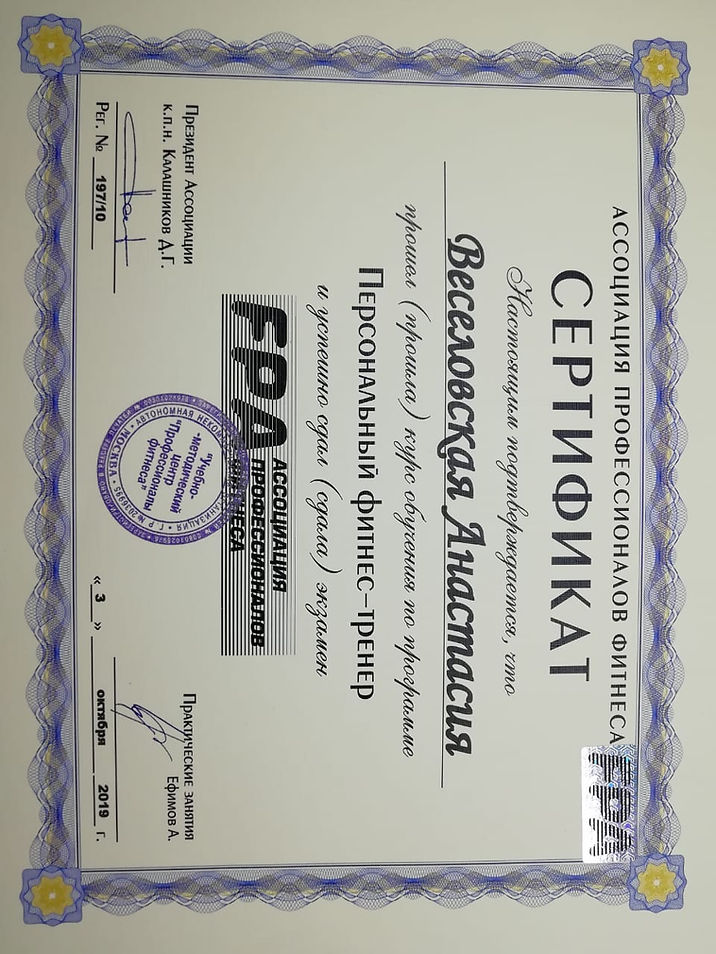 АССОЦИАЦИЯ ПРОФЕССИОНАЛОВ ФИТНЕСА
FPA
СЕРТИФИКАТ
Настоящим подтверждается, что
Веселовская Анастасия
прошел (прошла) курс обучения по программе
Персональный фитнес–тренер
и успешно сдал (сдала) экзамен
FPA
АССОЦИАЦИЯ
ПРОФЕССИОНАЛОВ
ФИТНЕСА
Президент Ассоциации
к.п.н. Калашников Д.Г.
Рег. № 197/10
"Учебно-
методический
Центр
"Профессионалы
фитнеса"
МОСКВА
Практические занятия
Ефимов А.
« 3 » октября 2019 г.